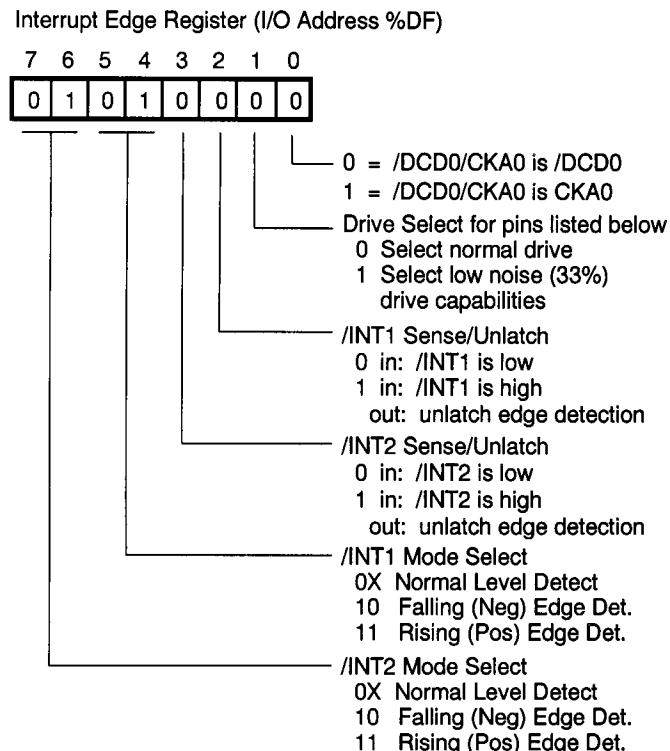 Interrupt Edge Register (I/O Address %DF)
7 6 5 4 3 2 1 0
0 1 0 1 0 0 0 0
0 = /DCD0/CKA0 is /DCD0
1 = /DCD0/CKA0 is CKA0
Drive Select for pins listed below
0 Select normal drive
1 Select low noise (33%)
drive capabilities
/INT1 Sense/Unlatch
0 in: /INT1 is low
1 in: /INT1 is high
out: unlatch edge detection
/INT2 Sense/Unlatch
0 in: /INT2 is low
1 in: /INT2 is high
out: unlatch edge detection
/INT1 Mode Select
0X Normal Level Detect
10 Falling (Neg) Edge Det.
11 Rising (Pos) Edge Det.
/INT2 Mode Select
0X Normal Level Detect
10 Falling (Neg) Edge Det.
11 Rising (Pos) Edge Det.